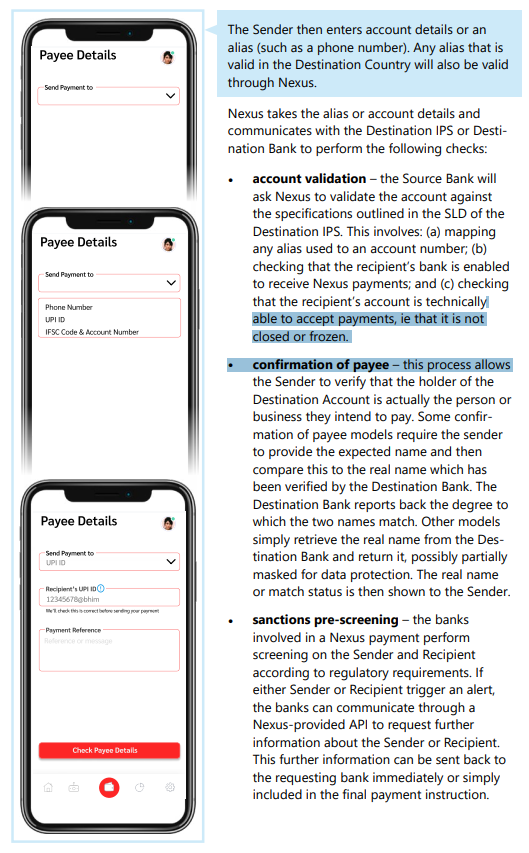 Payee Details
Send Payment to
Payee Details
Send Payment to
Phone Number
UPI ID
IFSC Code & Account Number
Payee Details
Send Payment to
UPI ID
Recipient's UPI ID
12345678@bhim
We'll check this is correct before sending your payment
Payment Reference
Reference or message
Check Payee Details
The Sender then enters account details or an
alias (such as a phone number). Any alias that is
valid in the Destination Country will also be valid
through Nexus.
Nexus takes the alias or account details and
communicates with the Destination IPS or Desti-
nation Bank to perform the following checks:
• account validation – the Source Bank will
ask Nexus to validate the account against
the specifications outlined in the SLD of the
Destination IPS. This involves: (a) mapping
any alias used to an account number; (b)
checking that the recipient's bank is enabled
to receive Nexus payments; and (c) checking
that the recipient's account is technically
able to accept payments, ie that it is not
closed or frozen.
• confirmation of payee – this process allows
the Sender to verify that the holder of the
Destination Account is actually the person or
business they intend to pay. Some confir-
mation of payee models require the sender
to provide the expected name and then
compare this to the real name which has
been verified by the Destination Bank. The
Destination Bank reports back the degree to
which the two names match. Other models
simply retrieve the real name from the Des-
tination Bank and return it, possibly partially
masked for data protection. The real name
or match status is then shown to the Sender.
• sanctions pre-screening – the banks
involved in a Nexus payment perform
screening on the Sender and Recipient
according to regulatory requirements. If
either Sender or Recipient trigger an alert,
the banks can communicate through a
Nexus-provided API to request further
information about the Sender or Recipient.
This further information can be sent back to
the requesting bank immediately or simply
included in the final payment instruction.